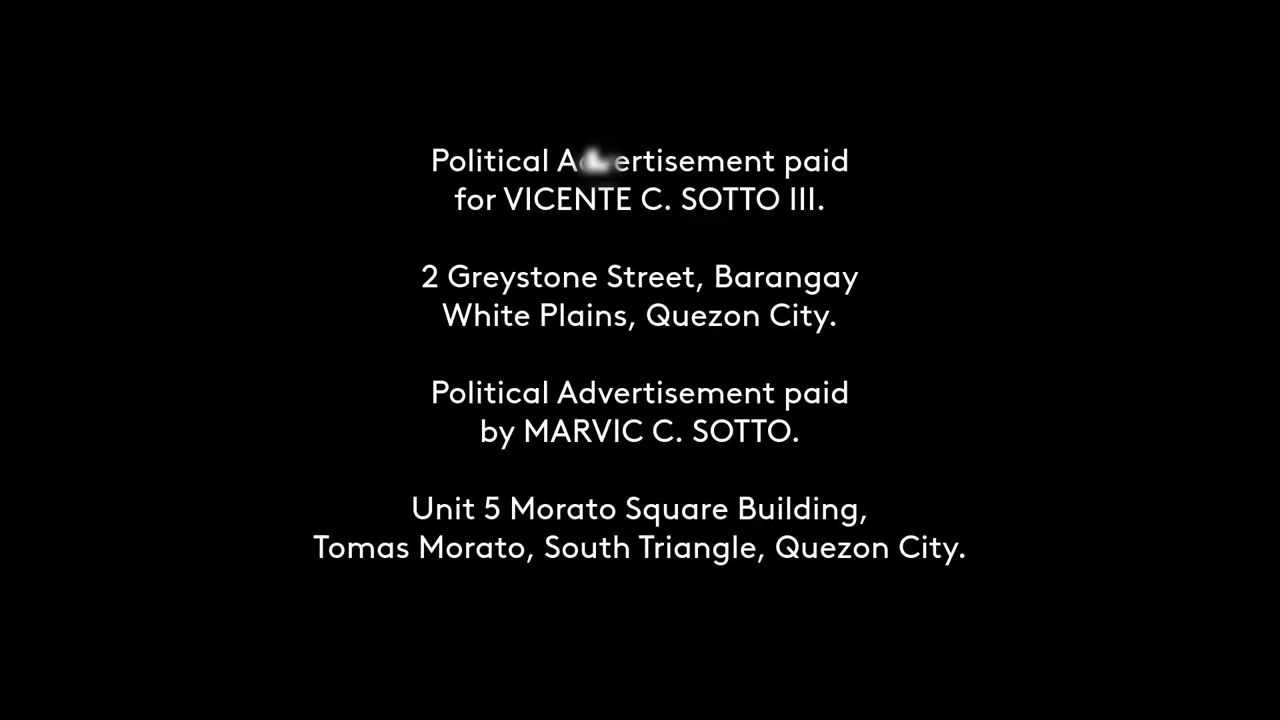 Political Advertisement paid
for VICENTE C. SOTTO III.
2 Greystone Street, Barangay
White Plains, Quezon City.
Political Advertisement paid
by MARVIC C. SOTTO.
Unit 5 Morato Square Building,
Tomas Morato, South Triangle, Quezon City.